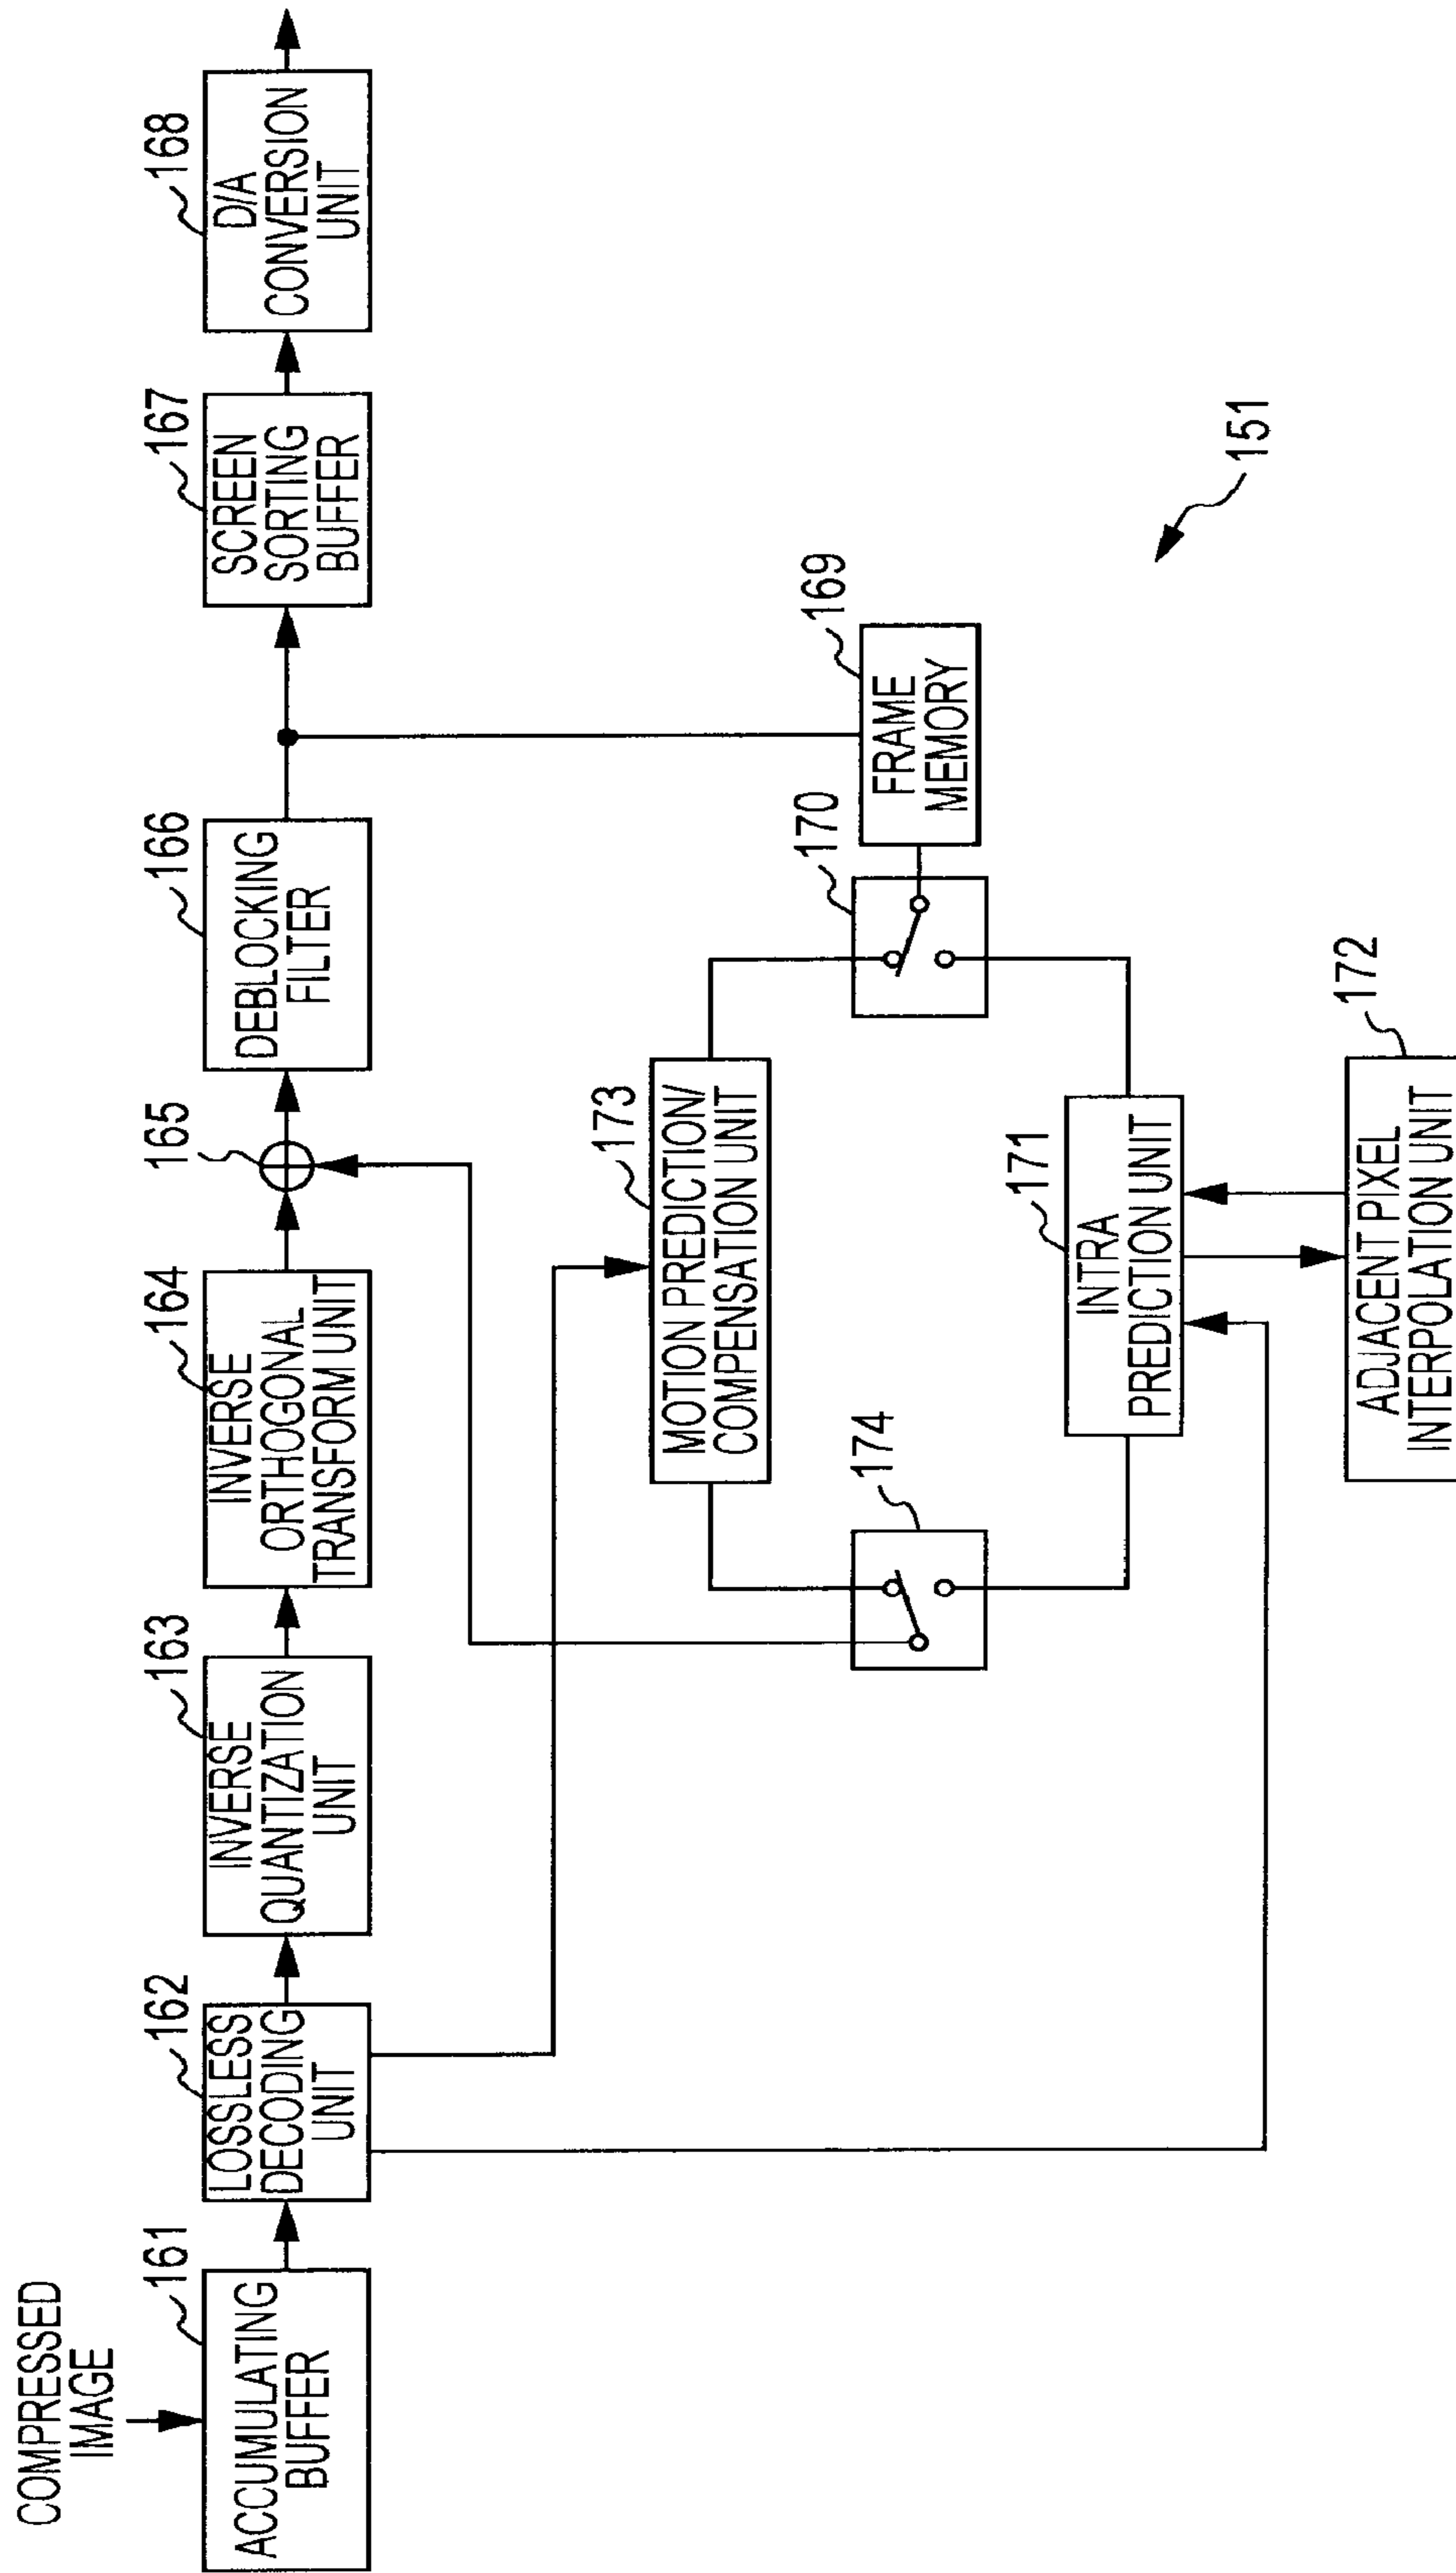 COMPRESSED
IMAGE
161
ACCUMULATING
BUFFER
162
LOSSLESS
DECODING
UNIT
163
INVERSE
QUANTIZATION
UNIT
164
INVERSE
ORTHOGONAL
TRANSFORM UNIT
165
166
DEBLOCKING
FILTER
167
SCREEN
SORTING
BUFFER
168
D/A
CONVERSION
UNIT
173
MOTION PREDICTION/
COMPENSATION UNIT
174
170
169
FRAME
MEMORY
171
INTRA
PREDICTION UNIT
172
ADJACENT PIXEL
INTERPOLATION UNIT
151